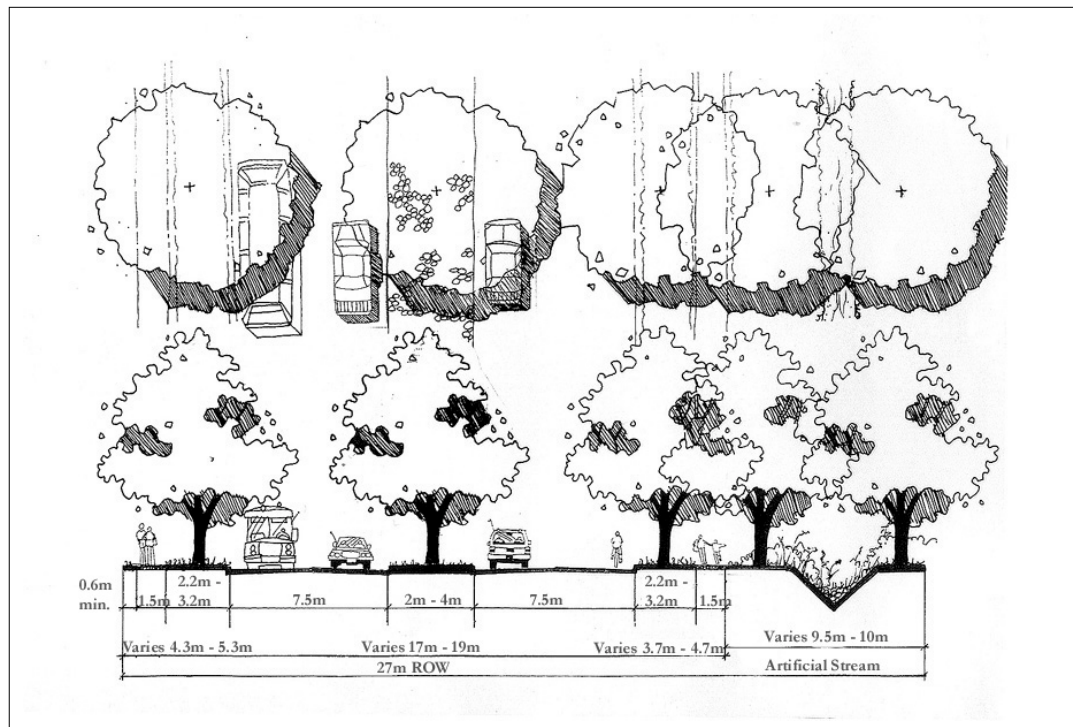 0.6m
min.
1.5m
2.2m -
3.2m
7.5m
2m - 4m
7.5m
2.2m -
3.2m
1.5m
Varies 4.3m - 5.3m
Varies 17m - 19m
Varies 3.7m - 4.7m
Varies 9.5m - 10m
27m ROW
Artificial Stream